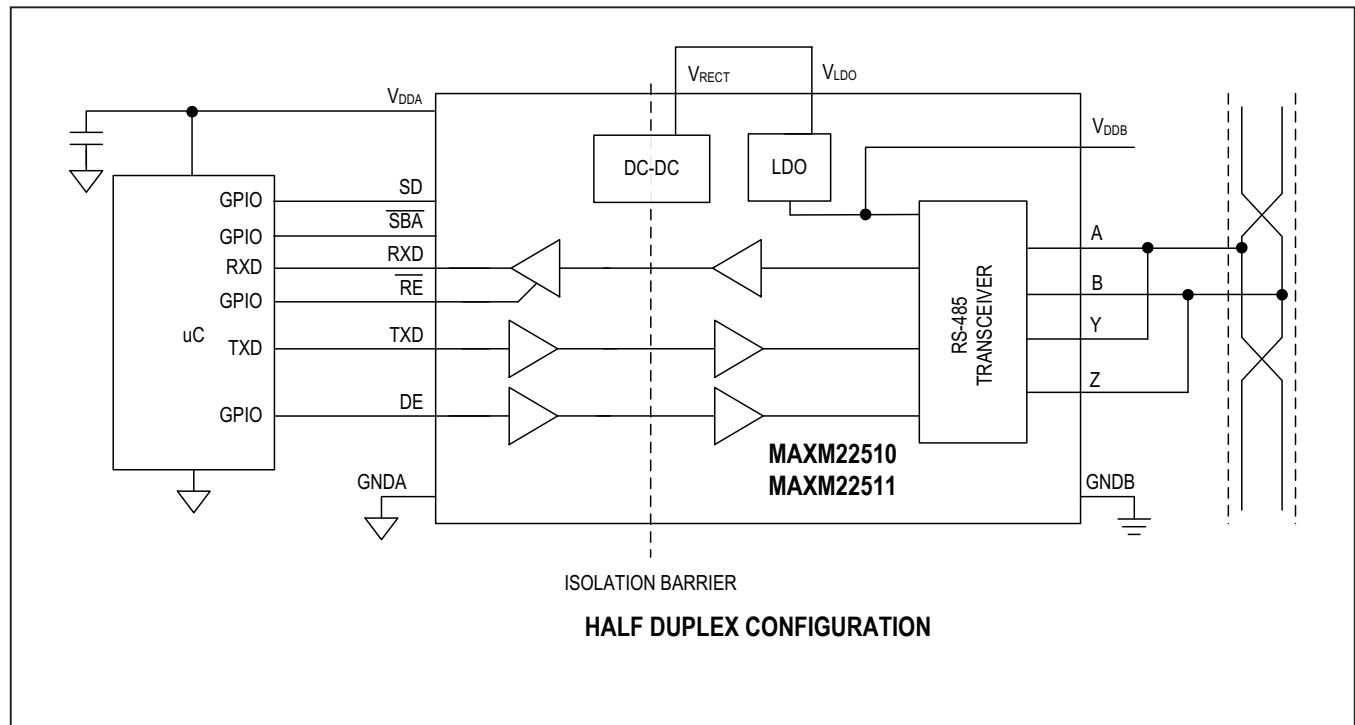 VRECT
VLDO
VDDA
VDDB
DC-DC
LDO
GPIO
SD
GPIO
SBA
RXD
RXD
GPIO
RE
uC
TXD
TXD
GPIO
DE
RS-485
TRANSCEIVER
A
B
Y
Z
MAXM22510
MAXM22511
GNDA
GNDB
ISOLATION BARRIER
HALF DUPLEX CONFIGURATION